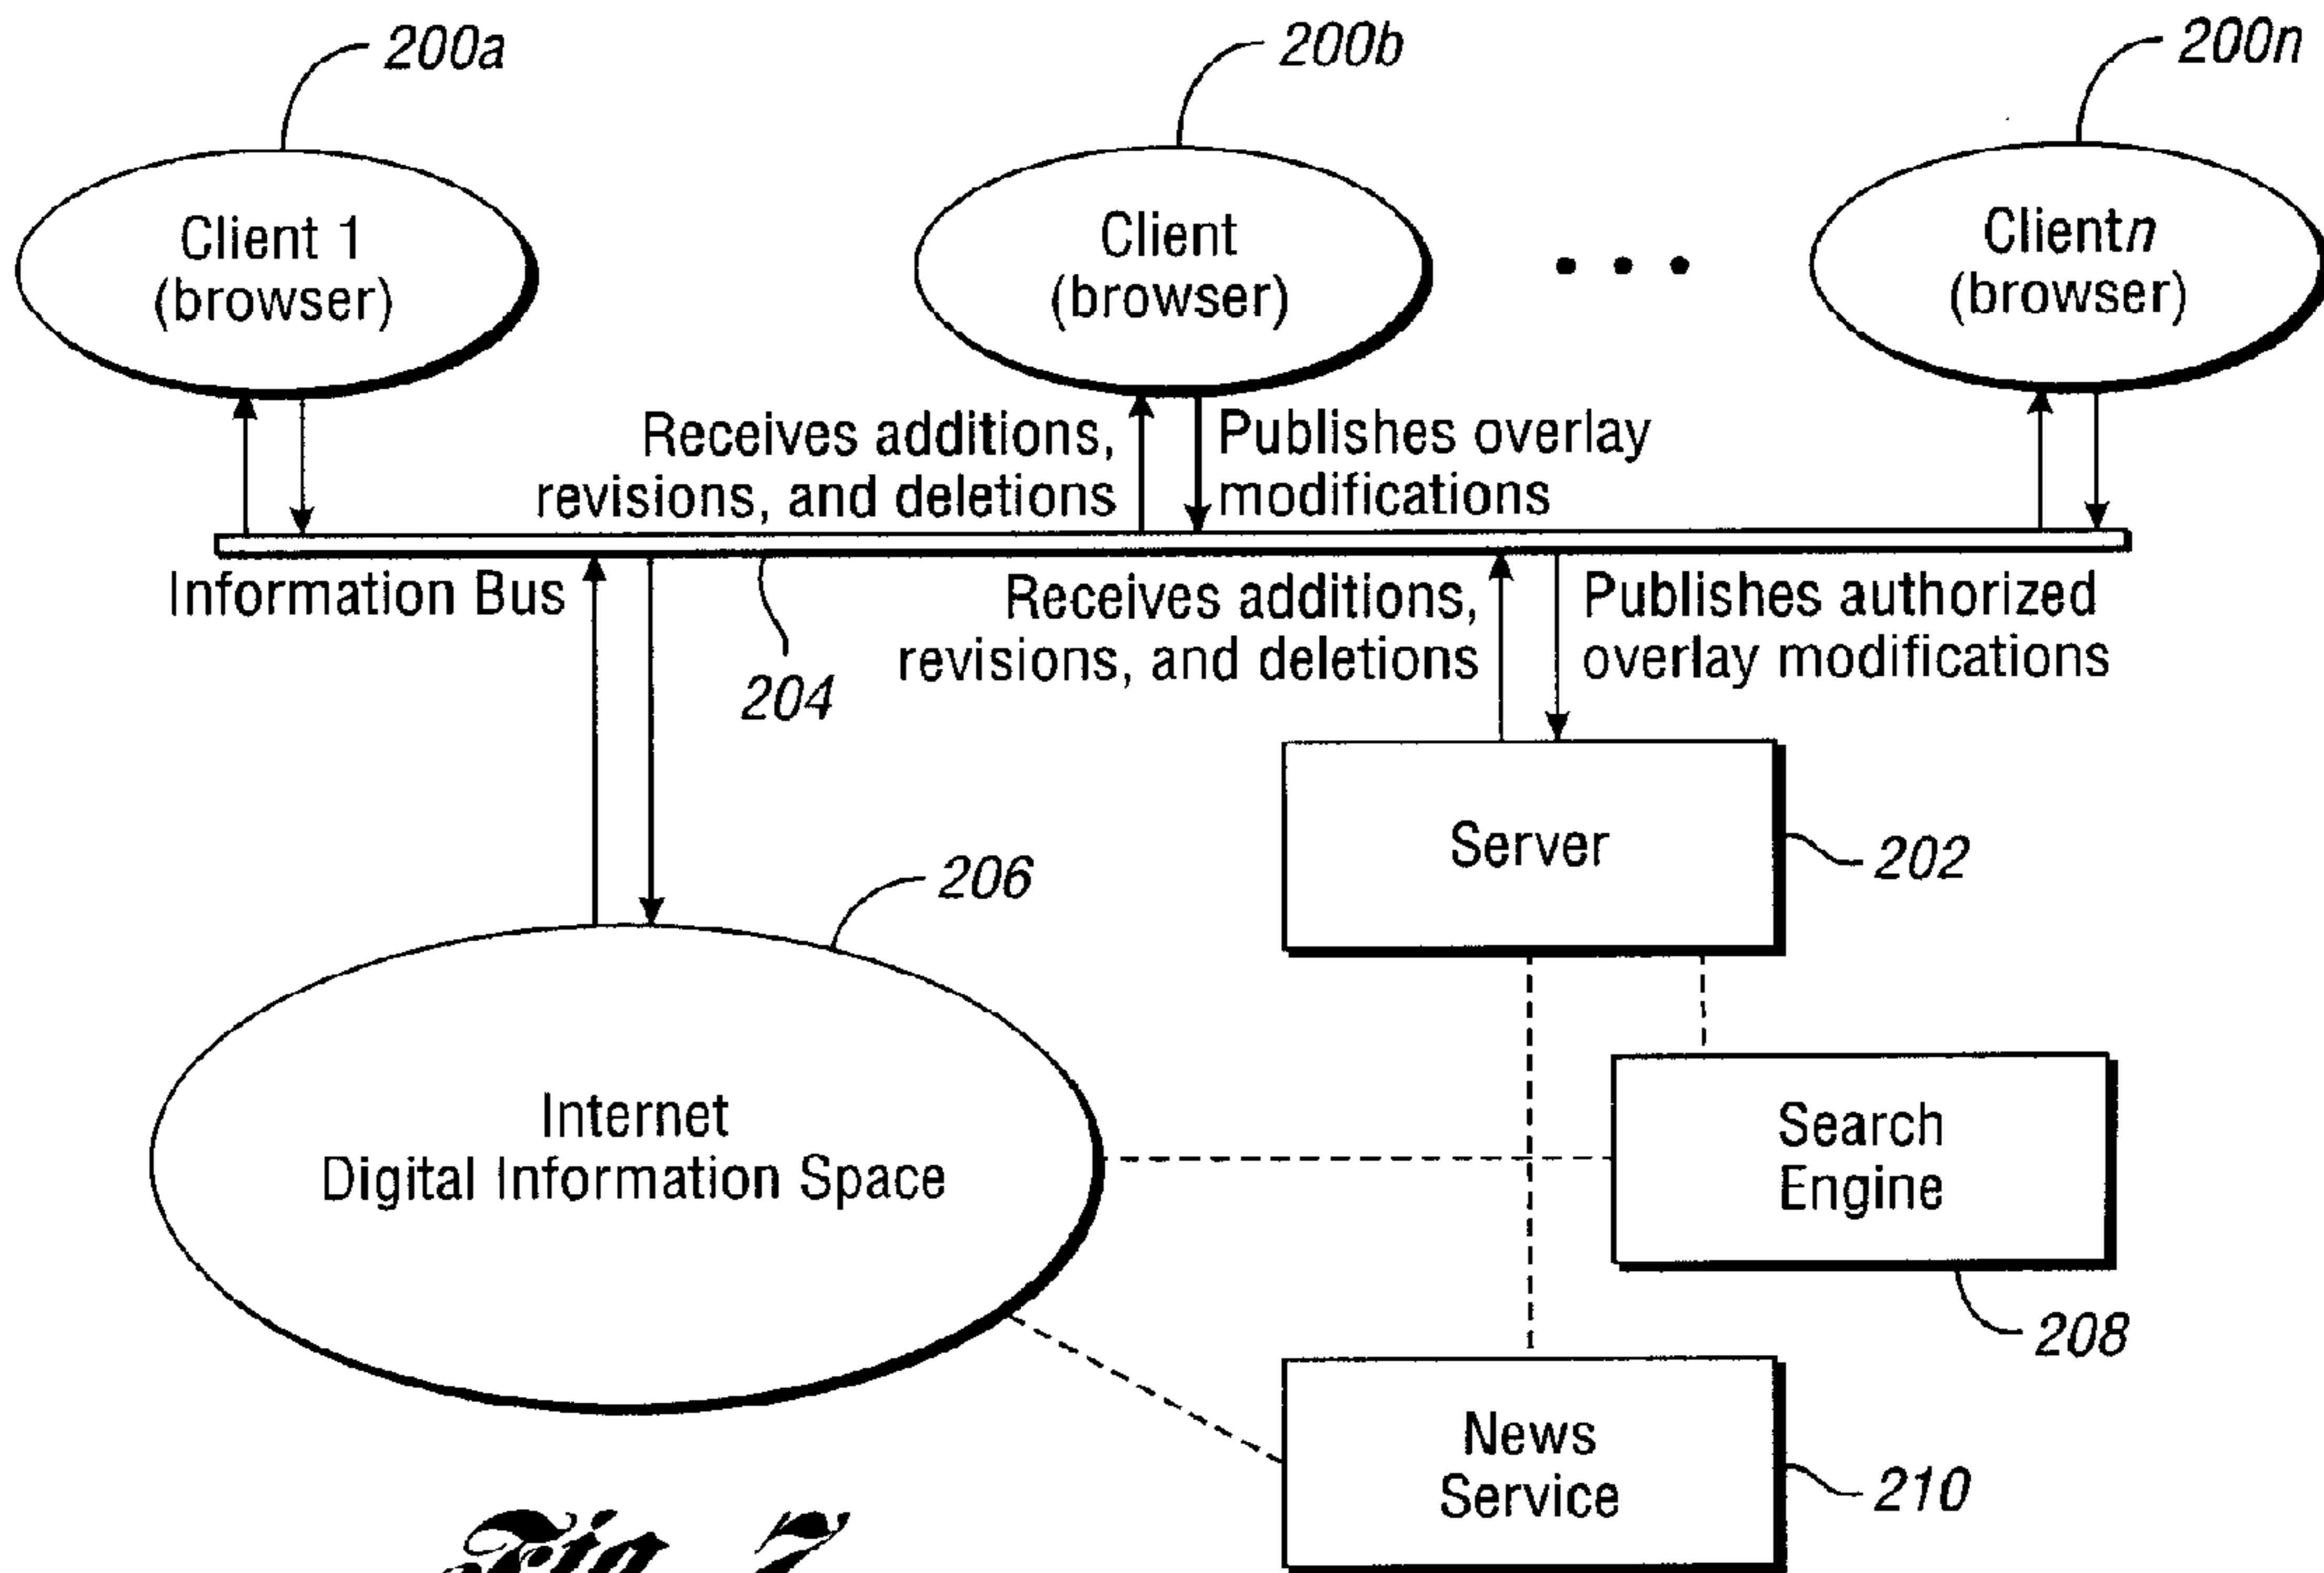 200a
200b
200n
Client 1
(browser)
Client
(browser)
Clientn
(browser)
Receives additions,
revisions, and deletions
Publishes overlay
modifications
Information Bus
204
Receives additions,
revisions, and deletions
Publishes authorized
overlay modifications
Server
202
206
Internet
Digital Information Space
Search
Engine
208
News
Service
210